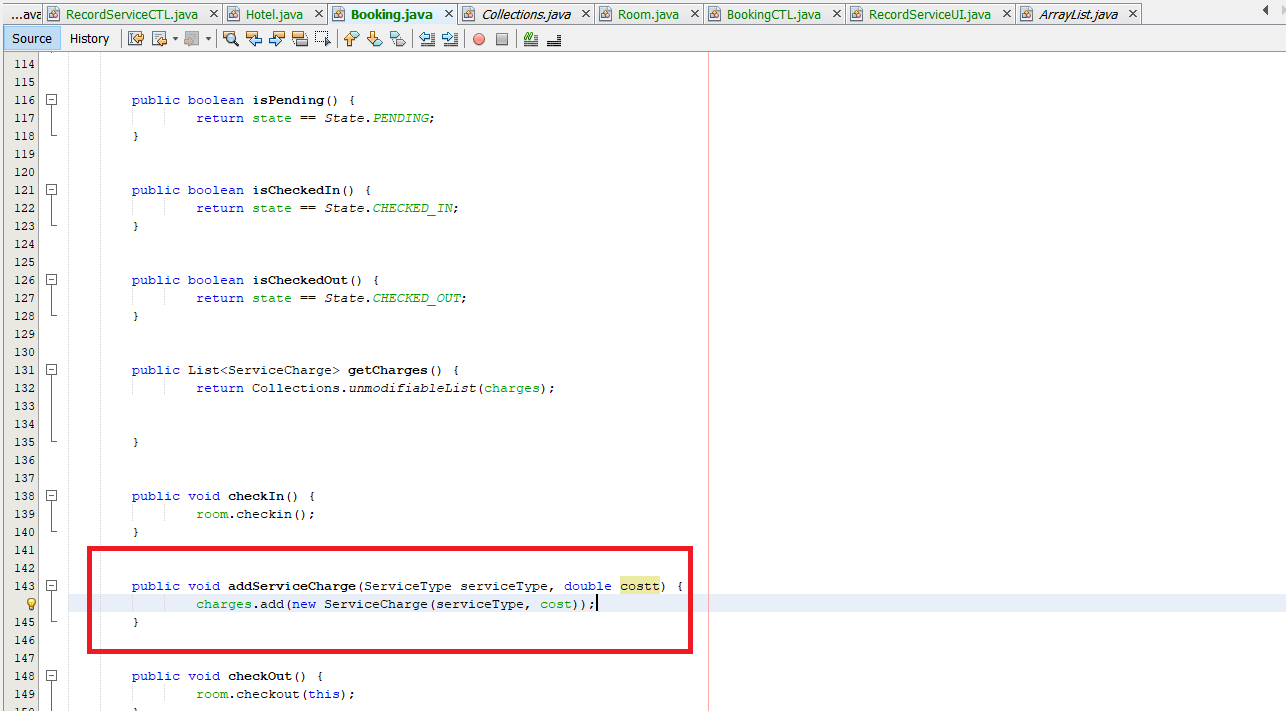 ...ava RecordServiceCTL.java Hotel.java Booking.java Collections.java Room.java BookingCTL.java RecordServiceUI.java ArrayList.java
Source History
114
115
116 public boolean isPending() {
117 return state == State.PENDING;
118 }
119
120
121 public boolean isCheckedIn() {
122 return state == State.CHECKED_IN;
123 }
124
125
126 public boolean isCheckedOut() {
127 return state == State.CHECKED_OUT;
128 }
129
130
131 public List<ServiceCharge> getCharges() {
132 return Collections.unmodifiableList(charges);
133
134
135 }
136
137
138 public void checkIn() {
139 room.checkin();
140 }
141
142
143 public void addServiceCharge(ServiceType serviceType, double costt) {
charges.add(new ServiceCharge(serviceType, cost));
145 }
146
147
148 public void checkOut() {
149 room.checkout(this);